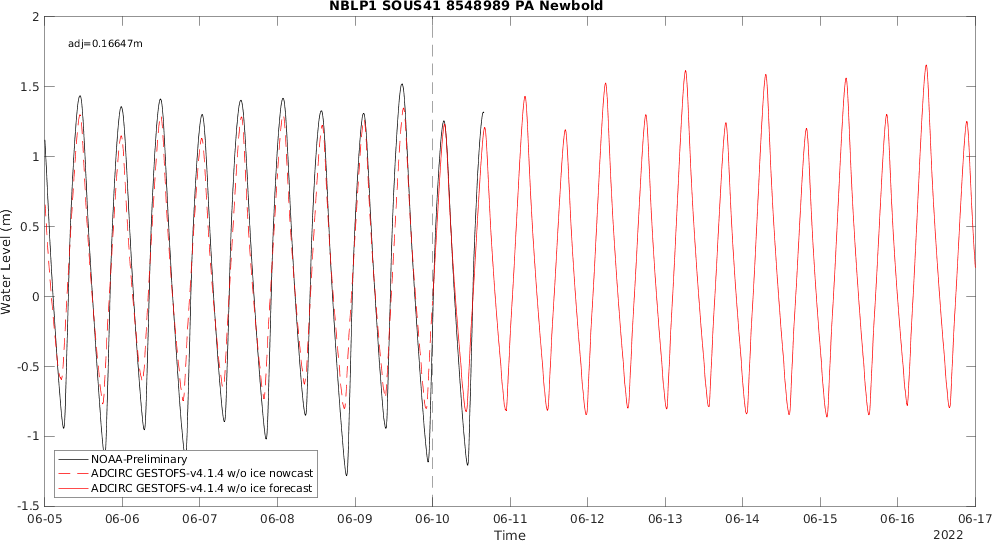 NBLP1 SOUS41 8548989 PA Newbold
adj=0.16647m
2
1.5
1
0.5
0
-0.5
-1
-1.5
Water Level (m)
NOAA-Preliminary
ADCIRC GESTOFS-v4.1.4 w/o ice nowcast
ADCIRC GESTOFS-v4.1.4 w/o ice forecast
06-05 06-06 06-07 06-08 06-09 06-10 06-11 06-12 06-13 06-14 06-15 06-16 06-17
Time
2022